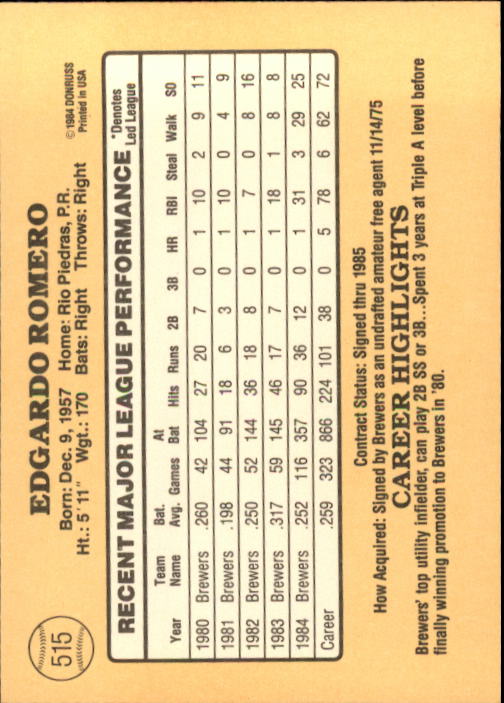 515
EDGARDO ROMERO
Born: Dec. 9, 1957 Home: Rio Piedras, P.R.
Ht.: 5' 11" Wgt.: 170 Bats: Right Throws: Right
© 1984 DONRUSS
Printed in USA
RECENT MAJOR LEAGUE PERFORMANCE *Denotes Led League
Year Team Name Bat. Avg. Games At Bat Hits Runs 2B 3B HR RBI Steal Walk SO
1980 Brewers .260 42 104 27 20 7 0 1 10 2 9 11
1981 Brewers .198 44 91 18 6 3 0 1 10 0 4 9
1982 Brewers .250 52 144 36 18 8 0 1 7 0 8 16
1983 Brewers .317 59 145 46 17 7 0 1 18 1 8 8
1984 Brewers .252 116 357 90 36 12 0 1 31 3 29 25
Career .259 323 866 224 101 38 0 5 78 6 62 72
Contract Status: Signed thru 1985
How Acquired: Signed by Brewers as an undrafted amateur free agent 11/14/75
CAREER HIGHLIGHTS
Brewers' top utility infielder, can play 2B SS or 3B...Spent 3 years at Triple A level before
finally winning promotion to Brewers in '80.